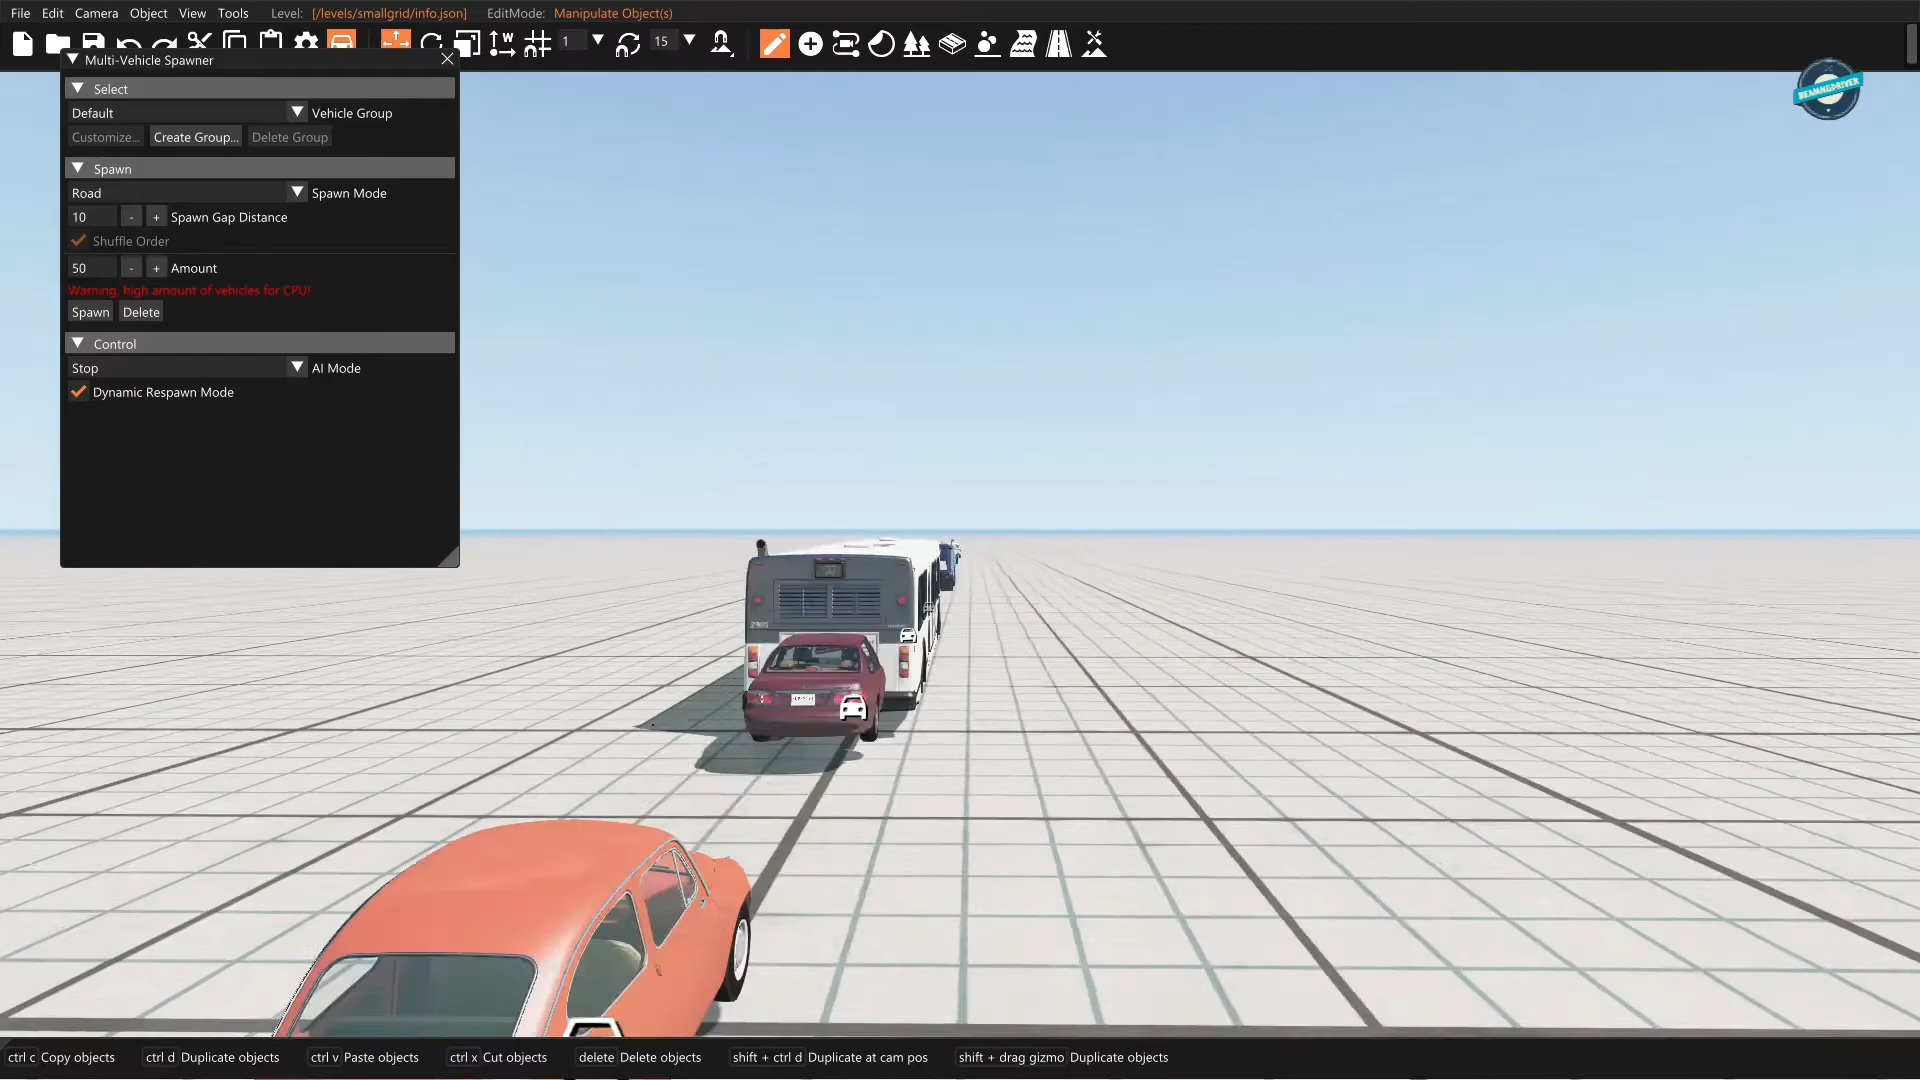 File Edit Camera Object View Tools Level: [/levels/smallgrid/info.json] EditMode: Manipulate Object(s)
1 15
Multi-Vehicle Spawner
BEAMNGDRIVER
Select
Default Vehicle Group
Customize... Create Group... Delete Group
Spawn
Road Spawn Mode
10 - + Spawn Gap Distance
Shuffle Order
50 - + Amount
Warning, high amount of vehicles for CPU!
Spawn Delete
Control
Stop AI Mode
Dynamic Respawn Mode
ctrl c Copy objects ctrl d Duplicate objects ctrl v Paste objects ctrl x Cut objects delete Delete objects shift + ctrl d Duplicate at cam pos shift + drag gizmo Duplicate objects